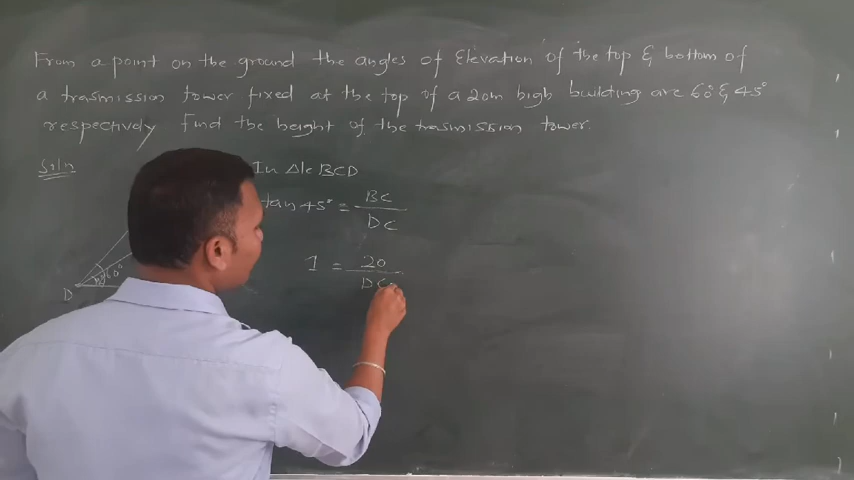 From a point on the ground the angles of Elevation of the top & bottom of
a trasmission tower fixed at the top of a 20m high building are 60° & 45°
respectively Find the height of the trasmission tower.
Soln
In Δle BCD
tan 45° = BC / DC
1 = 20 / DC
60°
D